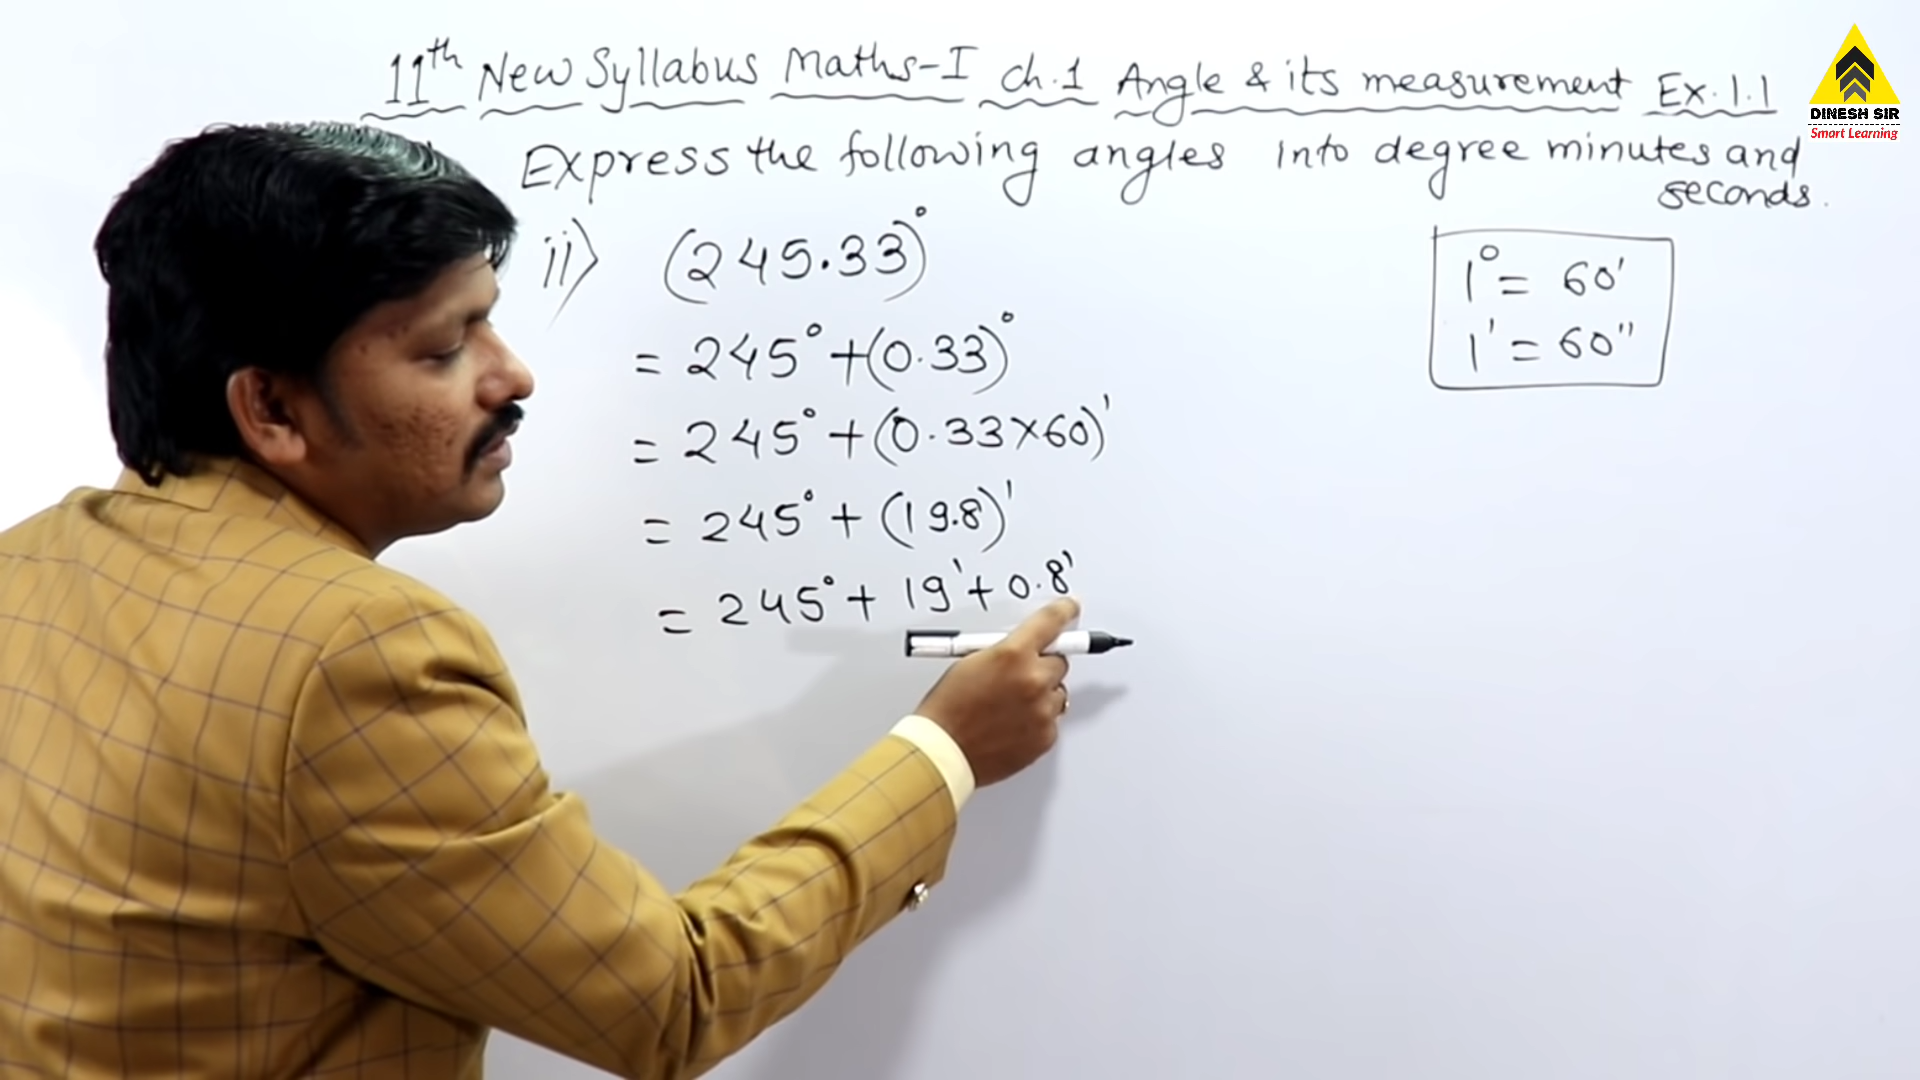 11th New Syllabus Maths-I ch.1 Angle & its measurement Ex.1.1
Express the following angles into degree minutes and
seconds.
ii) (245.33)°
= 245° + (0.33)°
= 245° + (0.33×60)'
= 245° + (19.8)'
= 245° + 19' + 0.8'
1° = 60'
1' = 60"
DINESH SIR
Smart Learning